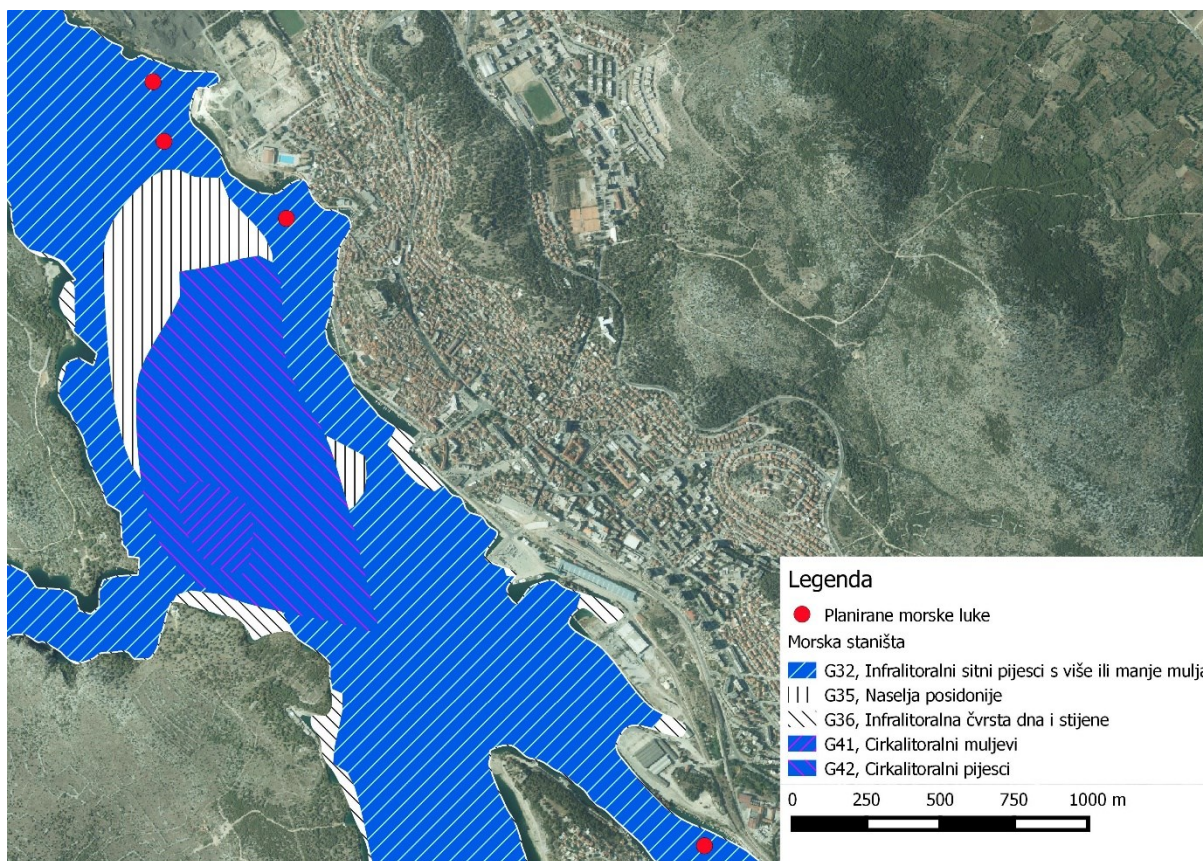 Legenda
Planirane morske luke
Morska staništa
G32, Infralitoralni sitni pijesci s više ili manje mulja
G35, Naselja posidonije
G36, Infralitoralna čvrsta dna i stijene
G41, Cirkalitoralni muljevi
G42, Cirkalitoralni pijesci
0 250 500 750 1000 m